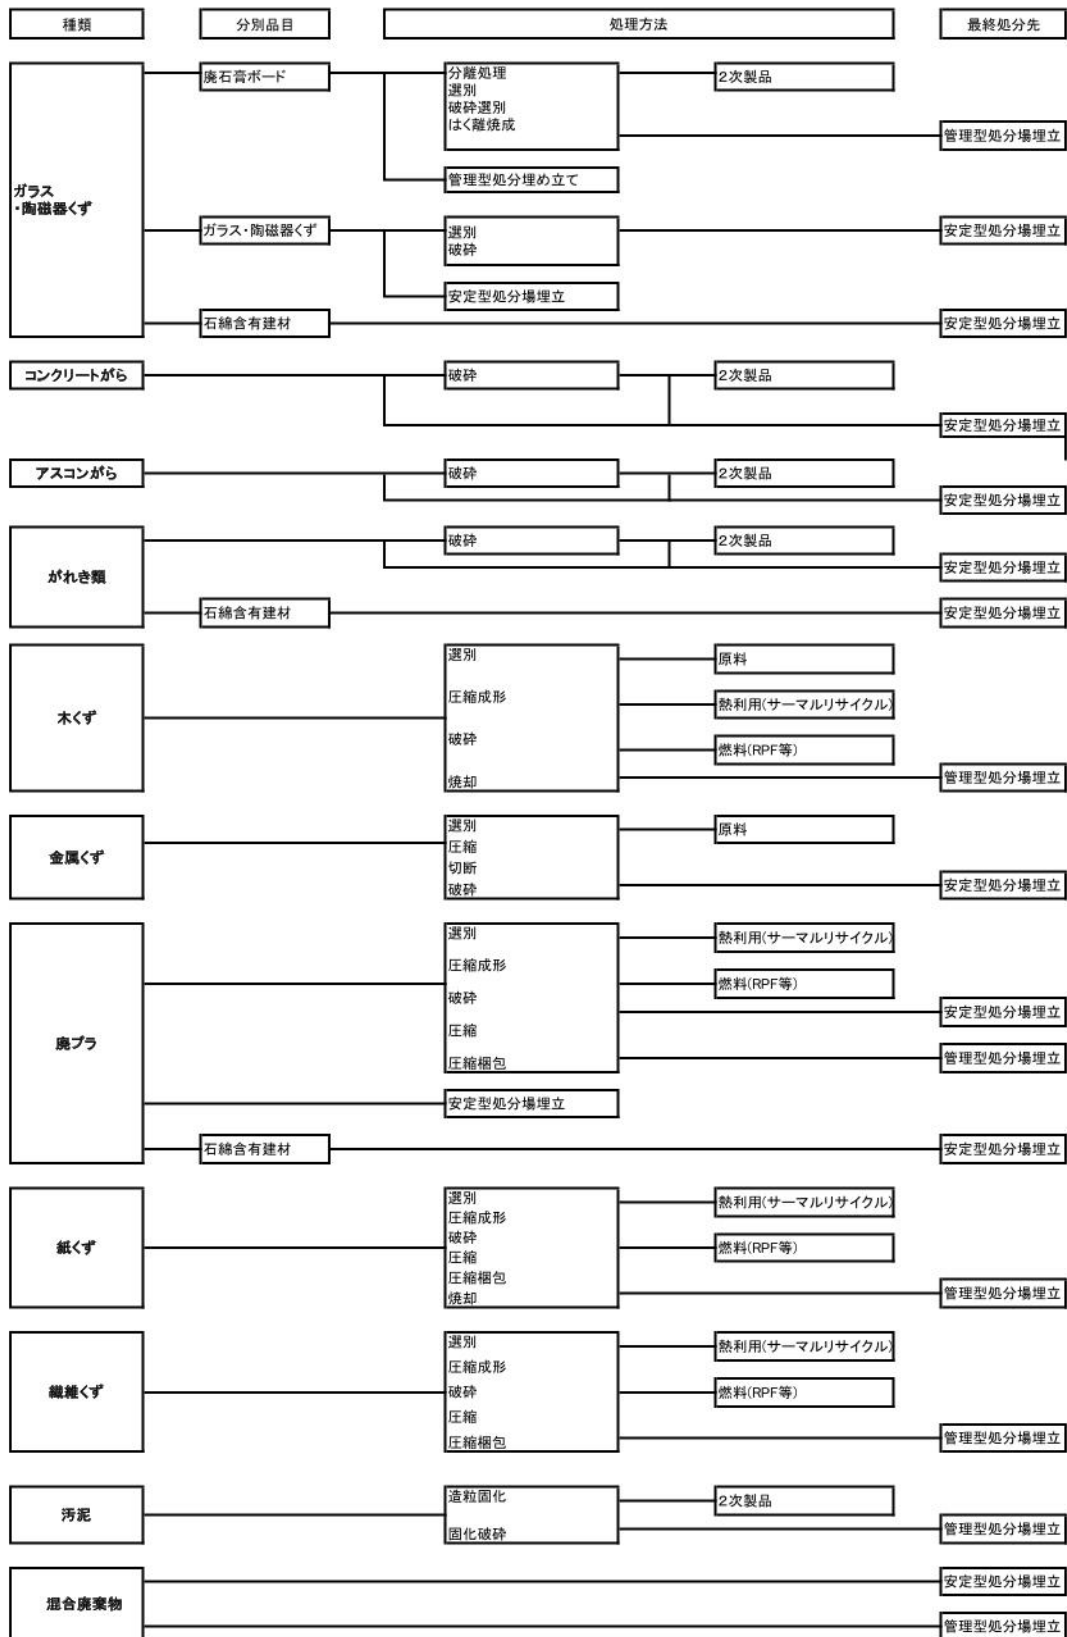 種類
分別品目
処理方法
最終処分先
ガラス
・陶磁器くず
廃石膏ボード
分離処理
選別
破砕選別
はく離焼成
2次製品
管理型処分場埋立
管理型処分埋め立て
ガラス・陶磁器くず
選別
破砕
安定型処分場埋立
安定型処分場埋立
石綿含有建材
安定型処分場埋立
コンクリートがら
破砕
2次製品
安定型処分場埋立
アスコンがら
破砕
2次製品
安定型処分場埋立
がれき類
破砕
2次製品
安定型処分場埋立
石綿含有建材
安定型処分場埋立
木くず
選別
圧縮成形
破砕
焼却
原料
熱利用(サーマルリサイクル)
燃料(RPF等)
管理型処分場埋立
金属くず
選別
圧縮
切断
破砕
原料
安定型処分場埋立
廃プラ
選別
圧縮成形
破砕
圧縮
圧縮梱包
熱利用(サーマルリサイクル)
燃料(RPF等)
安定型処分場埋立
管理型処分場埋立
安定型処分場埋立
石綿含有建材
安定型処分場埋立
紙くず
選別
圧縮成形
破砕
圧縮
圧縮梱包
焼却
熱利用(サーマルリサイクル)
燃料(RPF等)
管理型処分場埋立
繊維くず
選別
圧縮成形
破砕
圧縮
圧縮梱包
熱利用(サーマルリサイクル)
燃料(RPF等)
管理型処分場埋立
汚泥
造粒固化
固化破砕
2次製品
管理型処分場埋立
混合廃棄物
安定型処分場埋立
管理型処分場埋立